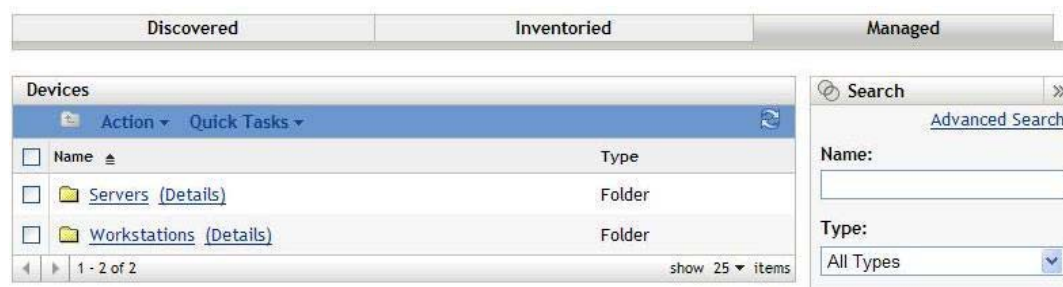 Discovered Inventoried Managed
Devices
Action Quick Tasks
Name Type
Servers (Details) Folder
Workstations (Details) Folder
1 - 2 of 2 show 25 items
Search »
Advanced Search
Name:
Type:
All Types